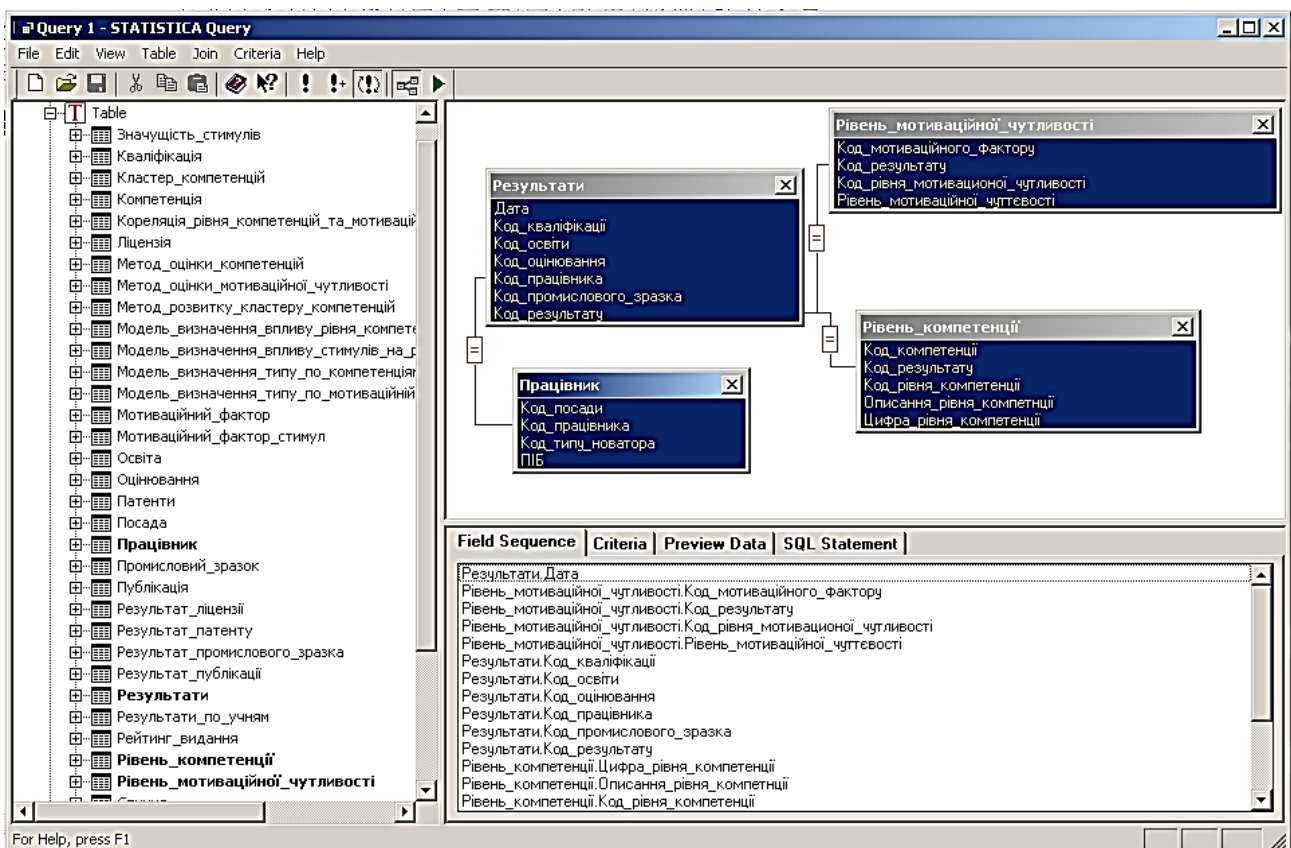 Query 1 - STATISTICA Query
File Edit View Table Join Criteria Help
Table
Значущість_стимулів
Кваліфікація
Кластер_компетенцій
Компетенція
Кореляція_рівня_компетенцій_та_мотивацій
Ліцензія
Метод_оцінки_компетенцій
Метод_оцінки_мотиваційної_чутливості
Метод_розвитку_кластеру_компетенцій
Модель_визначення_впливу_рівня_компете
Модель_визначення_впливу_стимулів_на_р
Модель_визначення_типу_по_компетенціям
Модель_визначення_типу_по_мотиваційній
Мотиваційний_фактор
Мотиваційний_фактор_стимул
Освіта
Оцінювання
Патенти
Посада
Працівник
Промисловий_зразок
Публікація
Результат_ліцензії
Результат_патенту
Результат_промислового_зразка
Результат_публікації
Результати
Результати_по_учням
Рейтинг_видання
Рівень_компетенції
Рівень_мотиваційної_чутливості
Результати
Дата
Код_кваліфікації
Код_освіти
Код_оцінювання
Код_працівника
Код_промислового_зразка
Код_результату
Рівень_мотиваційної_чутливості
Код_мотиваційного_фактору
Код_результату
Код_рівня_мотивационої_чутливості
Рівень_мотиваційної_чуттєвості
=
=
=
Працівник
Код_посади
Код_працівника
Код_типу_новатора
ПІБ
Рівень_компетенції
Код_компетенції
Код_результату
Код_рівня_компетенції
Описання_рівня_компетнції
Цифра_рівня_компетенції
Field Sequence Criteria Preview Data SQL Statement
Результати.Дата
Рівень_мотиваційної_чутливості.Код_мотиваційного_фактору
Рівень_мотиваційної_чутливості.Код_результату
Рівень_мотиваційної_чутливості.Код_рівня_мотивационої_чутливості
Рівень_мотиваційної_чутливості.Рівень_мотиваційної_чуттєвості
Результати.Код_кваліфікації
Результати.Код_освіти
Результати.Код_оцінювання
Результати.Код_працівника
Результати.Код_промислового_зразка
Результати.Код_результату
Рівень_компетенції.Цифра_рівня_компетенції
Рівень_компетенції.Описання_рівня_компетнції
Рівень_компетенції.Код_рівня_компетенції
For Help, press F1